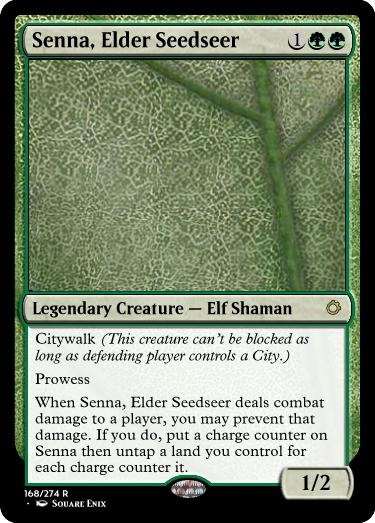 Senna, Elder Seedseer 1
Legendary Creature — Elf Shaman
Citywalk (This creature can't be blocked as
long as defending player controls a City.)
Prowess
When Senna, Elder Seedseer deals combat
damage to a player, you may prevent that
damage. If you do, put a charge counter on
Senna then untap a land you control for
each charge counter it.
1/2
168/274 R
· Square Enix